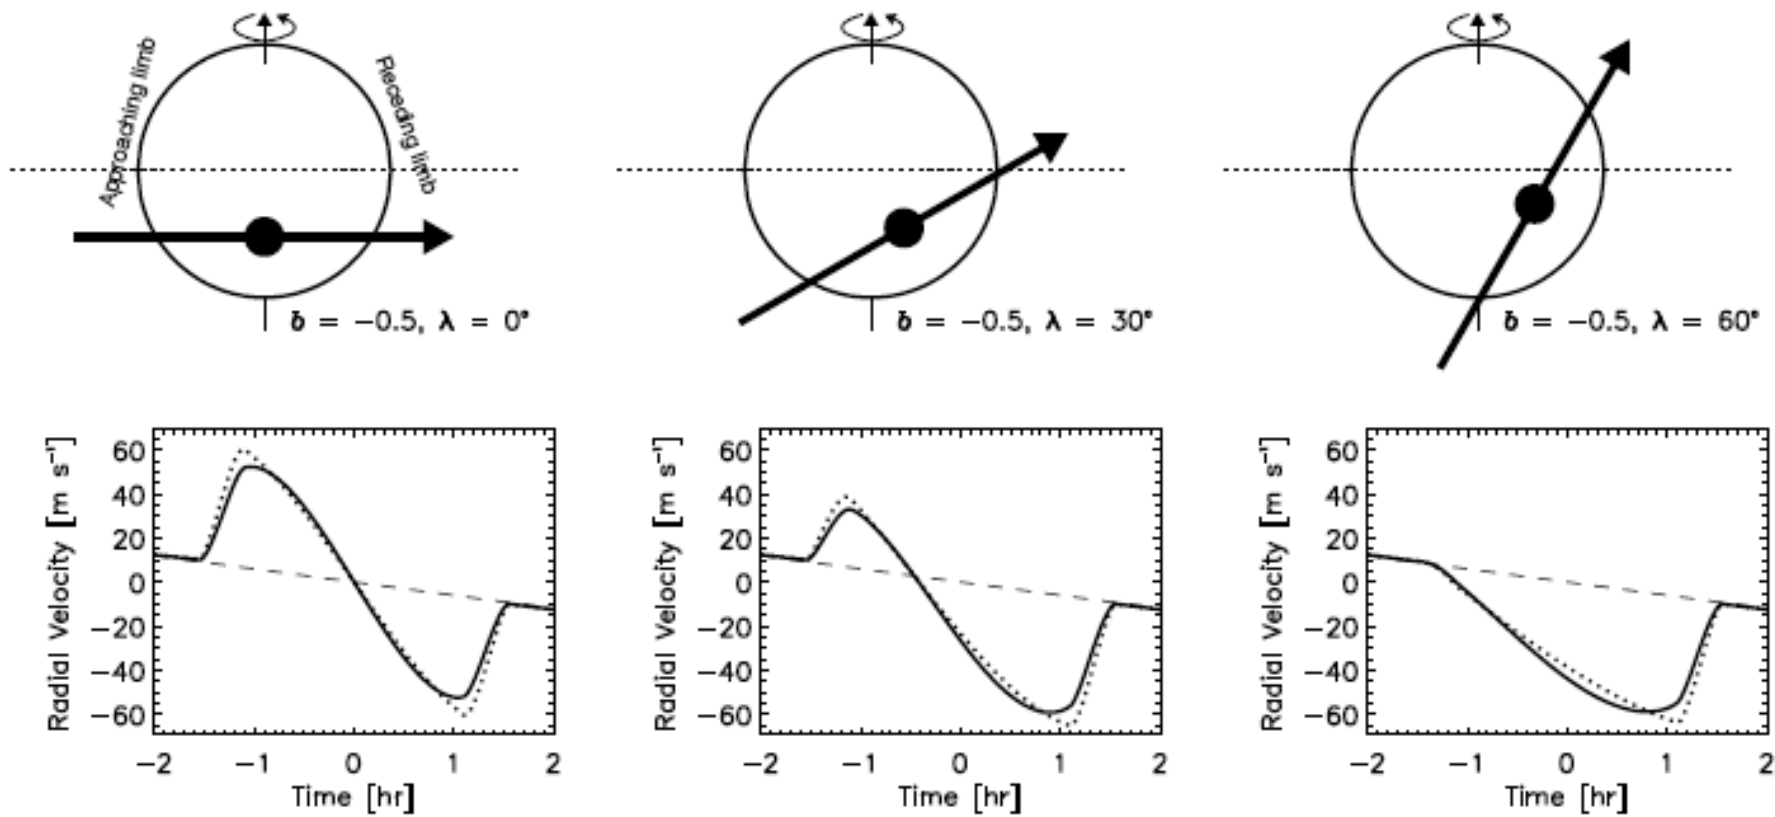 Approaching limb
Receding limb
b = −0.5, λ = 0°
b = −0.5, λ = 30°
b = −0.5, λ = 60°
Radial Velocity [m s⁻¹]
60
40
20
0
−20
−40
−60
−2 −1 0 1 2
Time [hr]
Radial Velocity [m s⁻¹]
60
40
20
0
−20
−40
−60
−2 −1 0 1 2
Time [hr]
Radial Velocity [m s⁻¹]
60
40
20
0
−20
−40
−60
−2 −1 0 1 2
Time [hr]